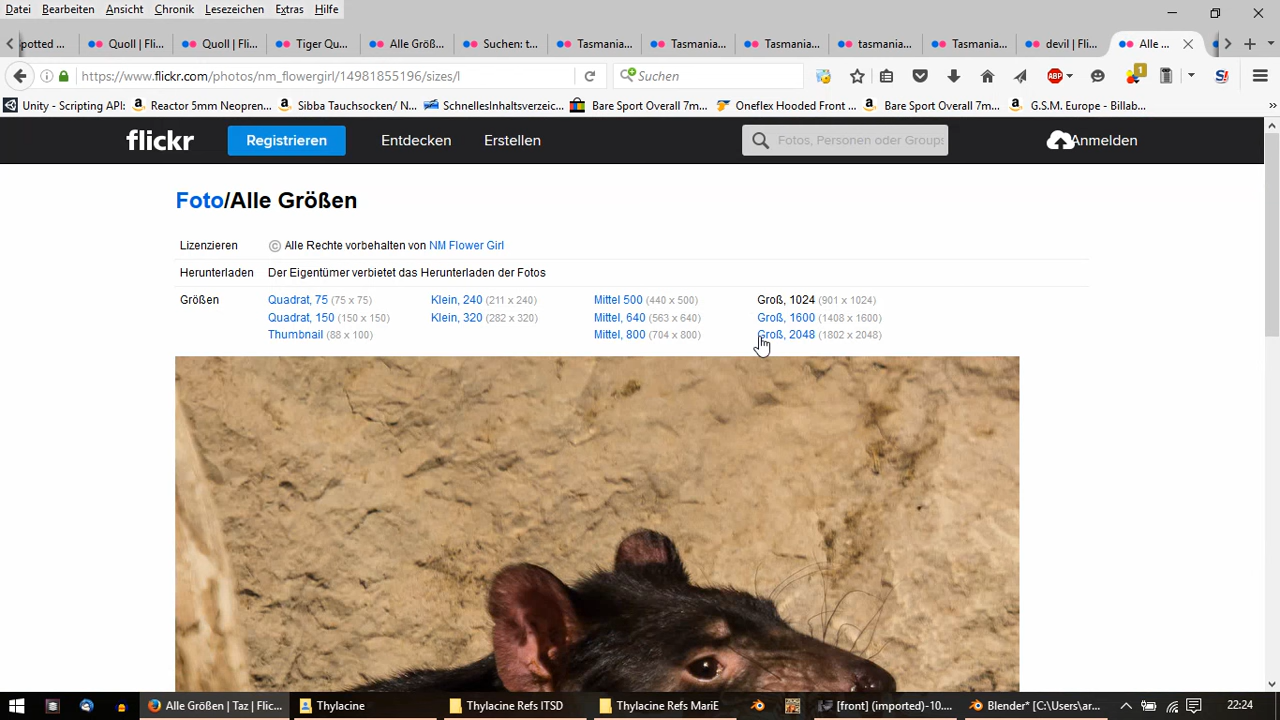 Datei Bearbeiten Ansicht Chronik Lesezeichen Extras Hilfe
potted ... Quoll | Fli... Quoll | Fli... Tiger Qu... Alle Größ... Suchen: t... Tasmania... Tasmania... Tasmania... tasmania... Tasmania... devil | Fli... Alle ...
https://www.flickr.com/photos/nm_flowergirl/14981855196/sizes/l Suchen ABP 1
Unity - Scripting API: Reactor 5mm Neopren... Sibba Tauchsocken/ N... SchnellesInhaltsverzeic... Bare Sport Overall 7m... Oneflex Hooded Front ... Bare Sport Overall 7m... G.S.M. Europe - Billab...
flickr Registrieren Entdecken Erstellen Fotos, Personen oder Groups Anmelden
Foto/Alle Größen
Lizenzieren © Alle Rechte vorbehalten von NM Flower Girl
Herunterladen Der Eigentümer verbietet das Herunterladen der Fotos
Größen Quadrat, 75 (75 x 75) Klein, 240 (211 x 240) Mittel 500 (440 x 500) Groß, 1024 (901 x 1024)
Quadrat, 150 (150 x 150) Klein, 320 (282 x 320) Mittel, 640 (563 x 640) Groß, 1600 (1408 x 1600)
Thumbnail (88 x 100) Mittel, 800 (704 x 800) Groß, 2048 (1802 x 2048)
Alle Größen | Taz | Flic... Thylacine Thylacine Refs ITSD Thylacine Refs MariE [front] (imported)-10.... Blender* [C:\Users\ar... 22:24